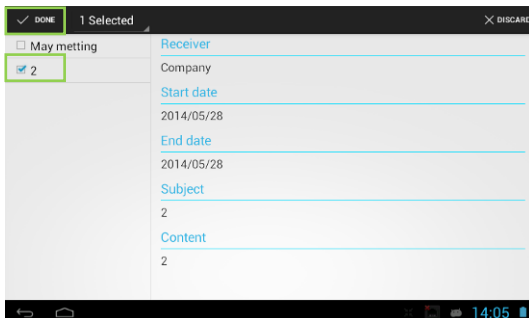 DONE 1 Selected DISCARD
May metting
2
Receiver
Company
Start date
2014/05/28
End date
2014/05/28
Subject
2
Content
2
14:05